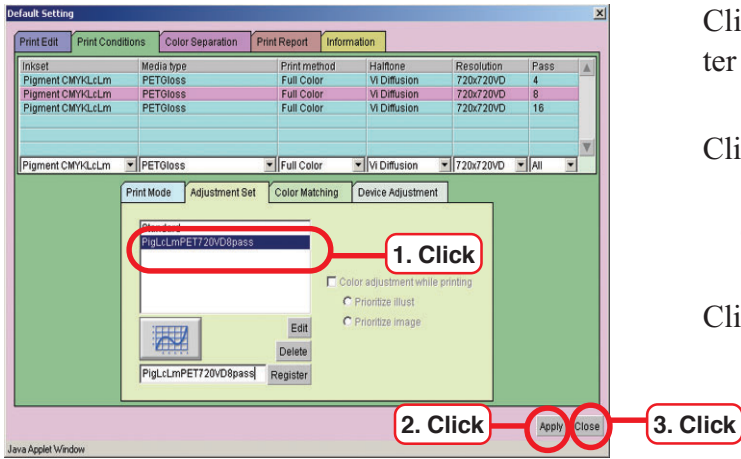 Default Setting
Print Edit Print Conditions Color Separation Print Report Information
Inkset Media type Print method Halftone Resolution Pass
Pigment CMYKLcLm PETGloss Full Color Vi Diffusion 720x720VD 4
Pigment CMYKLcLm PETGloss Full Color Vi Diffusion 720x720VD 8
Pigment CMYKLcLm PETGloss Full Color Vi Diffusion 720x720VD 16
Pigment CMYKLcLm PETGloss Full Color Vi Diffusion 720x720VD All
Print Mode Adjustment Set Color Matching Device Adjustment
Standard
PigLcLmPET720VD8pass
1. Click
Color adjustment while printing
Prioritize illust
Prioritize image
Edit
Delete
PigLcLmPET720VD8pass Register
2. Click
Apply Close
3. Click
Java Applet Window
Cli
ter
Cli
Cli